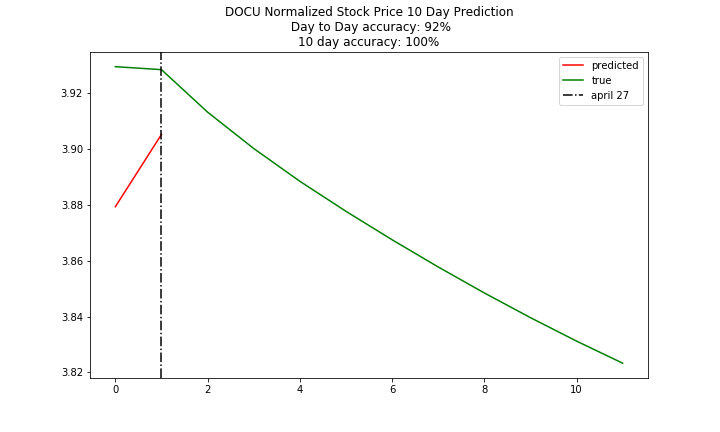 DOCU Normalized Stock Price 10 Day Prediction
Day to Day accuracy: 92%
10 day accuracy: 100%
predicted
true
april 27
3.92
3.90
3.88
3.86
3.84
3.82
0
2
4
6
8
10